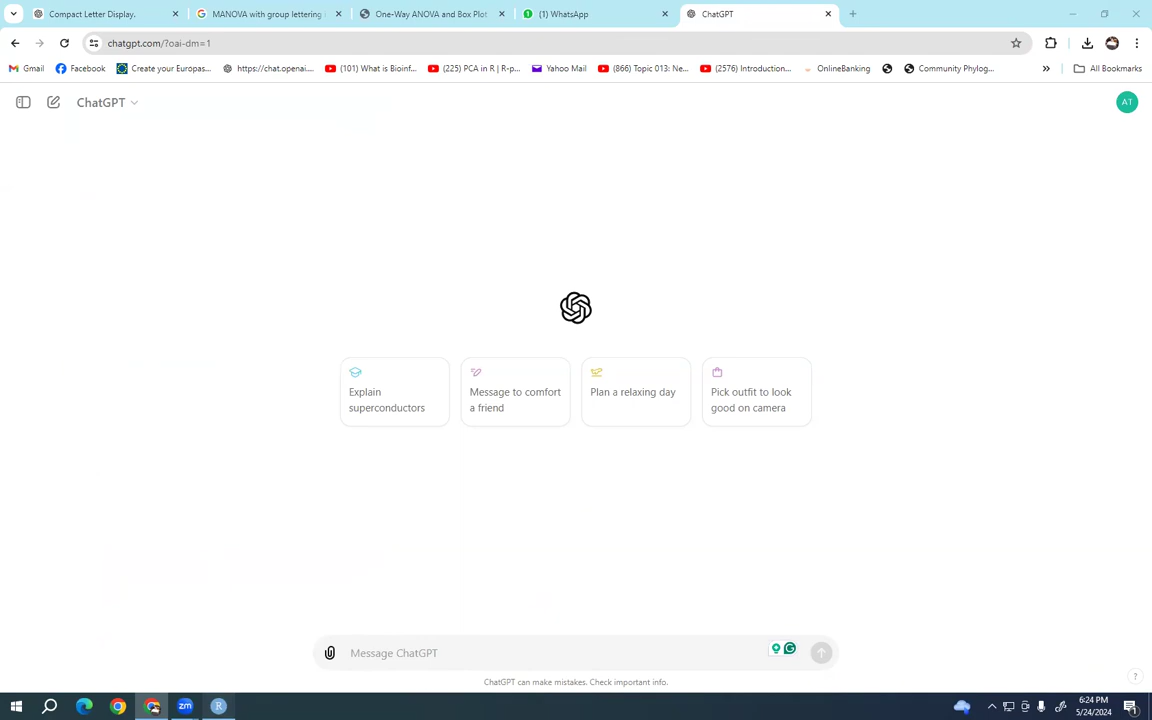 Compact Letter Display.
MANOVA with group lettering i
One-Way ANOVA and Box Plot
(1) WhatsApp
ChatGPT
chatgpt.com/?oai-dm=1
Gmail
Facebook
Create your Europas...
https://chat.openai....
(101) What is Bioinf...
(225) PCA in R | R-p...
Yahoo Mail
(866) Topic 013: Ne...
(2576) Introduction...
OnlineBanking
Community Phylog...
All Bookmarks
ChatGPT
AT
Explain
superconductors
Message to comfort
a friend
Plan a relaxing day
Pick outfit to look
good on camera
Message ChatGPT
ChatGPT can make mistakes. Check important info.
?
zm
R
6:24 PM
5/24/2024